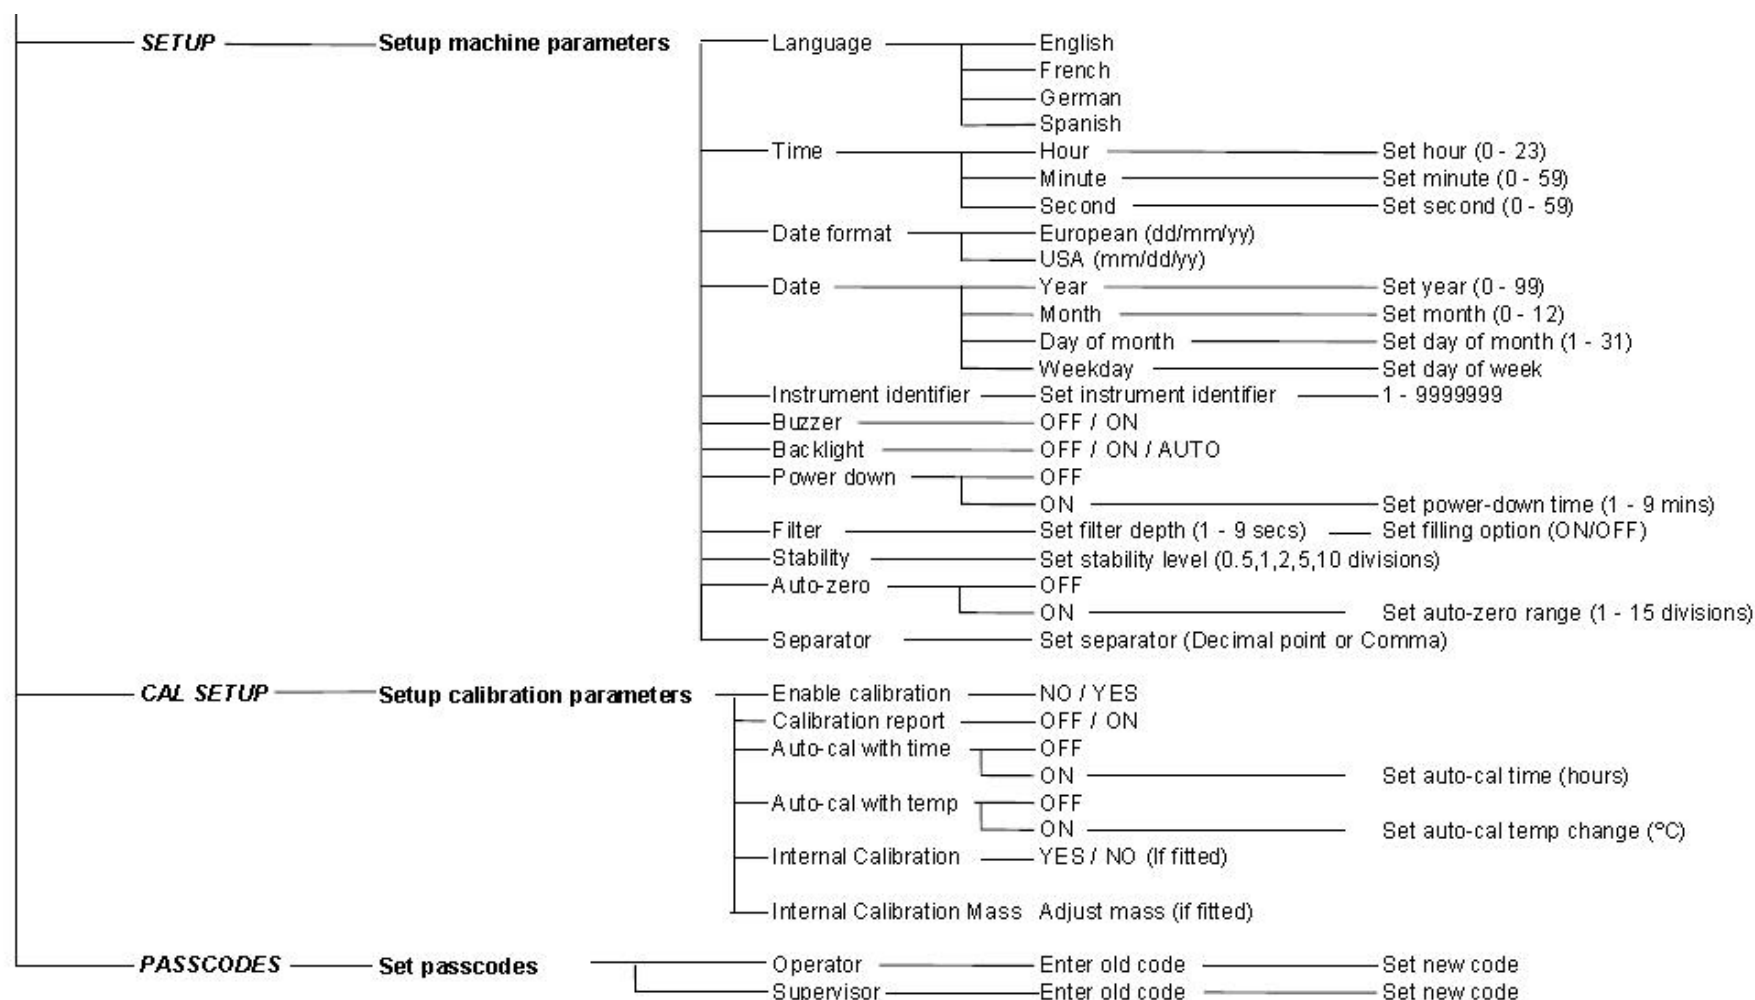 SETUP Setup machine parameters Language English
French
German
Spanish
Time Hour Set hour (0 - 23)
Minute Set minute (0 - 59)
Second Set second (0 - 59)
Date format European (dd/mm/yy)
USA (mm/dd/yy)
Date Year Set year (0 - 99)
Month Set month (0 - 12)
Day of month Set day of month (1 - 31)
Weekday Set day of week
Instrument identifier Set instrument identifier 1 - 9999999
Buzzer OFF / ON
Backlight OFF / ON / AUTO
Power down OFF
ON Set power-down time (1 - 9 mins)
Filter Set filter depth (1 - 9 secs) Set filling option (ON/OFF)
Stability Set stability level (0.5,1,2,5,10 divisions)
Auto-zero OFF
ON Set auto-zero range (1 - 15 divisions)
Separator Set separator (Decimal point or Comma)
CAL SETUP Setup calibration parameters Enable calibration NO / YES
Calibration report OFF / ON
Auto-cal with time OFF
ON Set auto-cal time (hours)
Auto-cal with temp OFF
ON Set auto-cal temp change (°C)
Internal Calibration YES / NO (If fitted)
Internal Calibration Mass Adjust mass (if fitted)
PASSCODES Set passcodes Operator Enter old code Set new code
Supervisor Enter old code Set new code